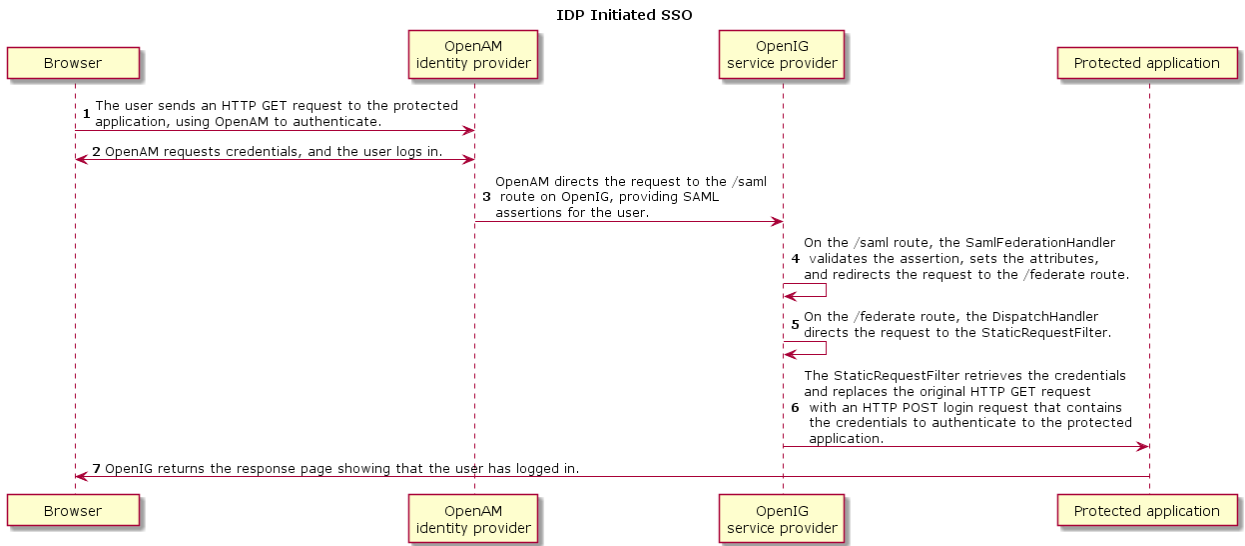 IDP Initiated SSO
Browser
OpenAM
identity provider
OpenIG
service provider
Protected application
1 The user sends an HTTP GET request to the protected
application, using OpenAM to authenticate.
2 OpenAM requests credentials, and the user logs in.
OpenAM directs the request to the /saml
3 route on OpenIG, providing SAML
assertions for the user.
On the /saml route, the SamlFederationHandler
4 validates the assertion, sets the attributes,
and redirects the request to the /federate route.
5 On the /federate route, the DispatchHandler
directs the request to the StaticRequestFilter.
The StaticRequestFilter retrieves the credentials
and replaces the original HTTP GET request
6 with an HTTP POST login request that contains
the credentials to authenticate to the protected
application.
7 OpenIG returns the response page showing that the user has logged in.
Browser
OpenAM
identity provider
OpenIG
service provider
Protected application